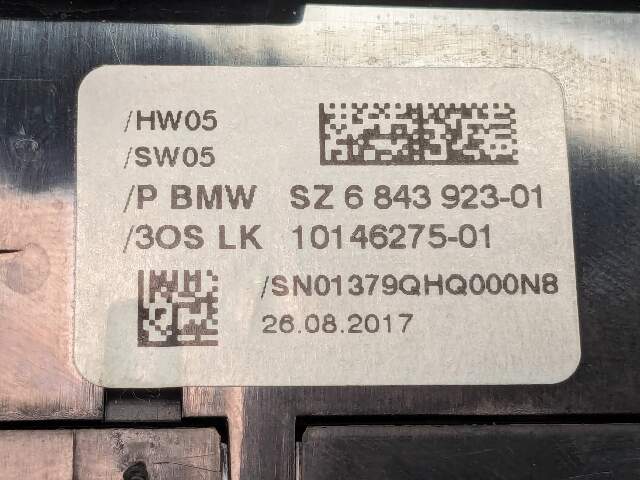 /HW05
/SW05
/P BMW SZ 6 843 923-01
/3OS LK 10146275-01
/SN01379QHQ000N8
26.08.2017